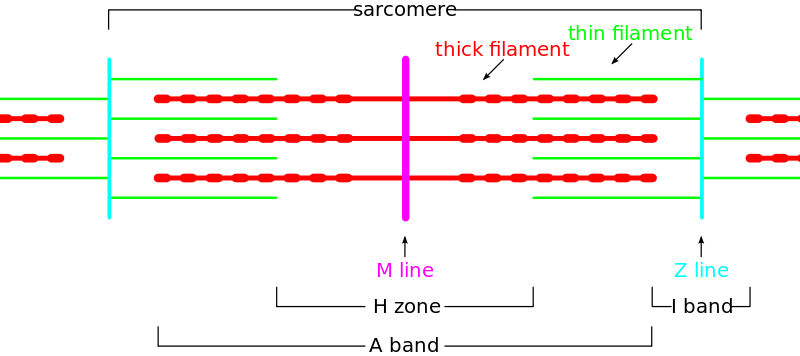 sarcomere
thin filament
thick filament
M line
Z line
H zone
I band
A band